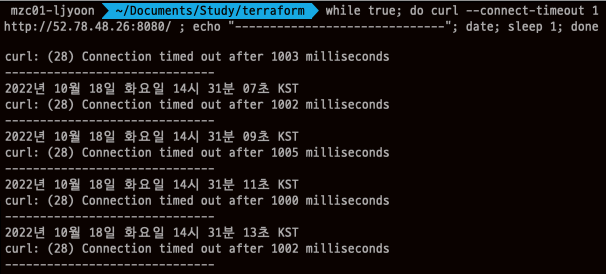 mzc01-ljyoon ~/Documents/Study/terraform while true; do curl --connect-timeout 1
http://52.78.48.26:8080/ ; echo "------------------------------"; date; sleep 1; done
curl: (28) Connection timed out after 1003 milliseconds
------------------------------
2022년 10월 18일 화요일 14시 31분 07초 KST
curl: (28) Connection timed out after 1002 milliseconds
------------------------------
2022년 10월 18일 화요일 14시 31분 09초 KST
curl: (28) Connection timed out after 1005 milliseconds
------------------------------
2022년 10월 18일 화요일 14시 31분 11초 KST
curl: (28) Connection timed out after 1000 milliseconds
------------------------------
2022년 10월 18일 화요일 14시 31분 13초 KST
curl: (28) Connection timed out after 1002 milliseconds
------------------------------